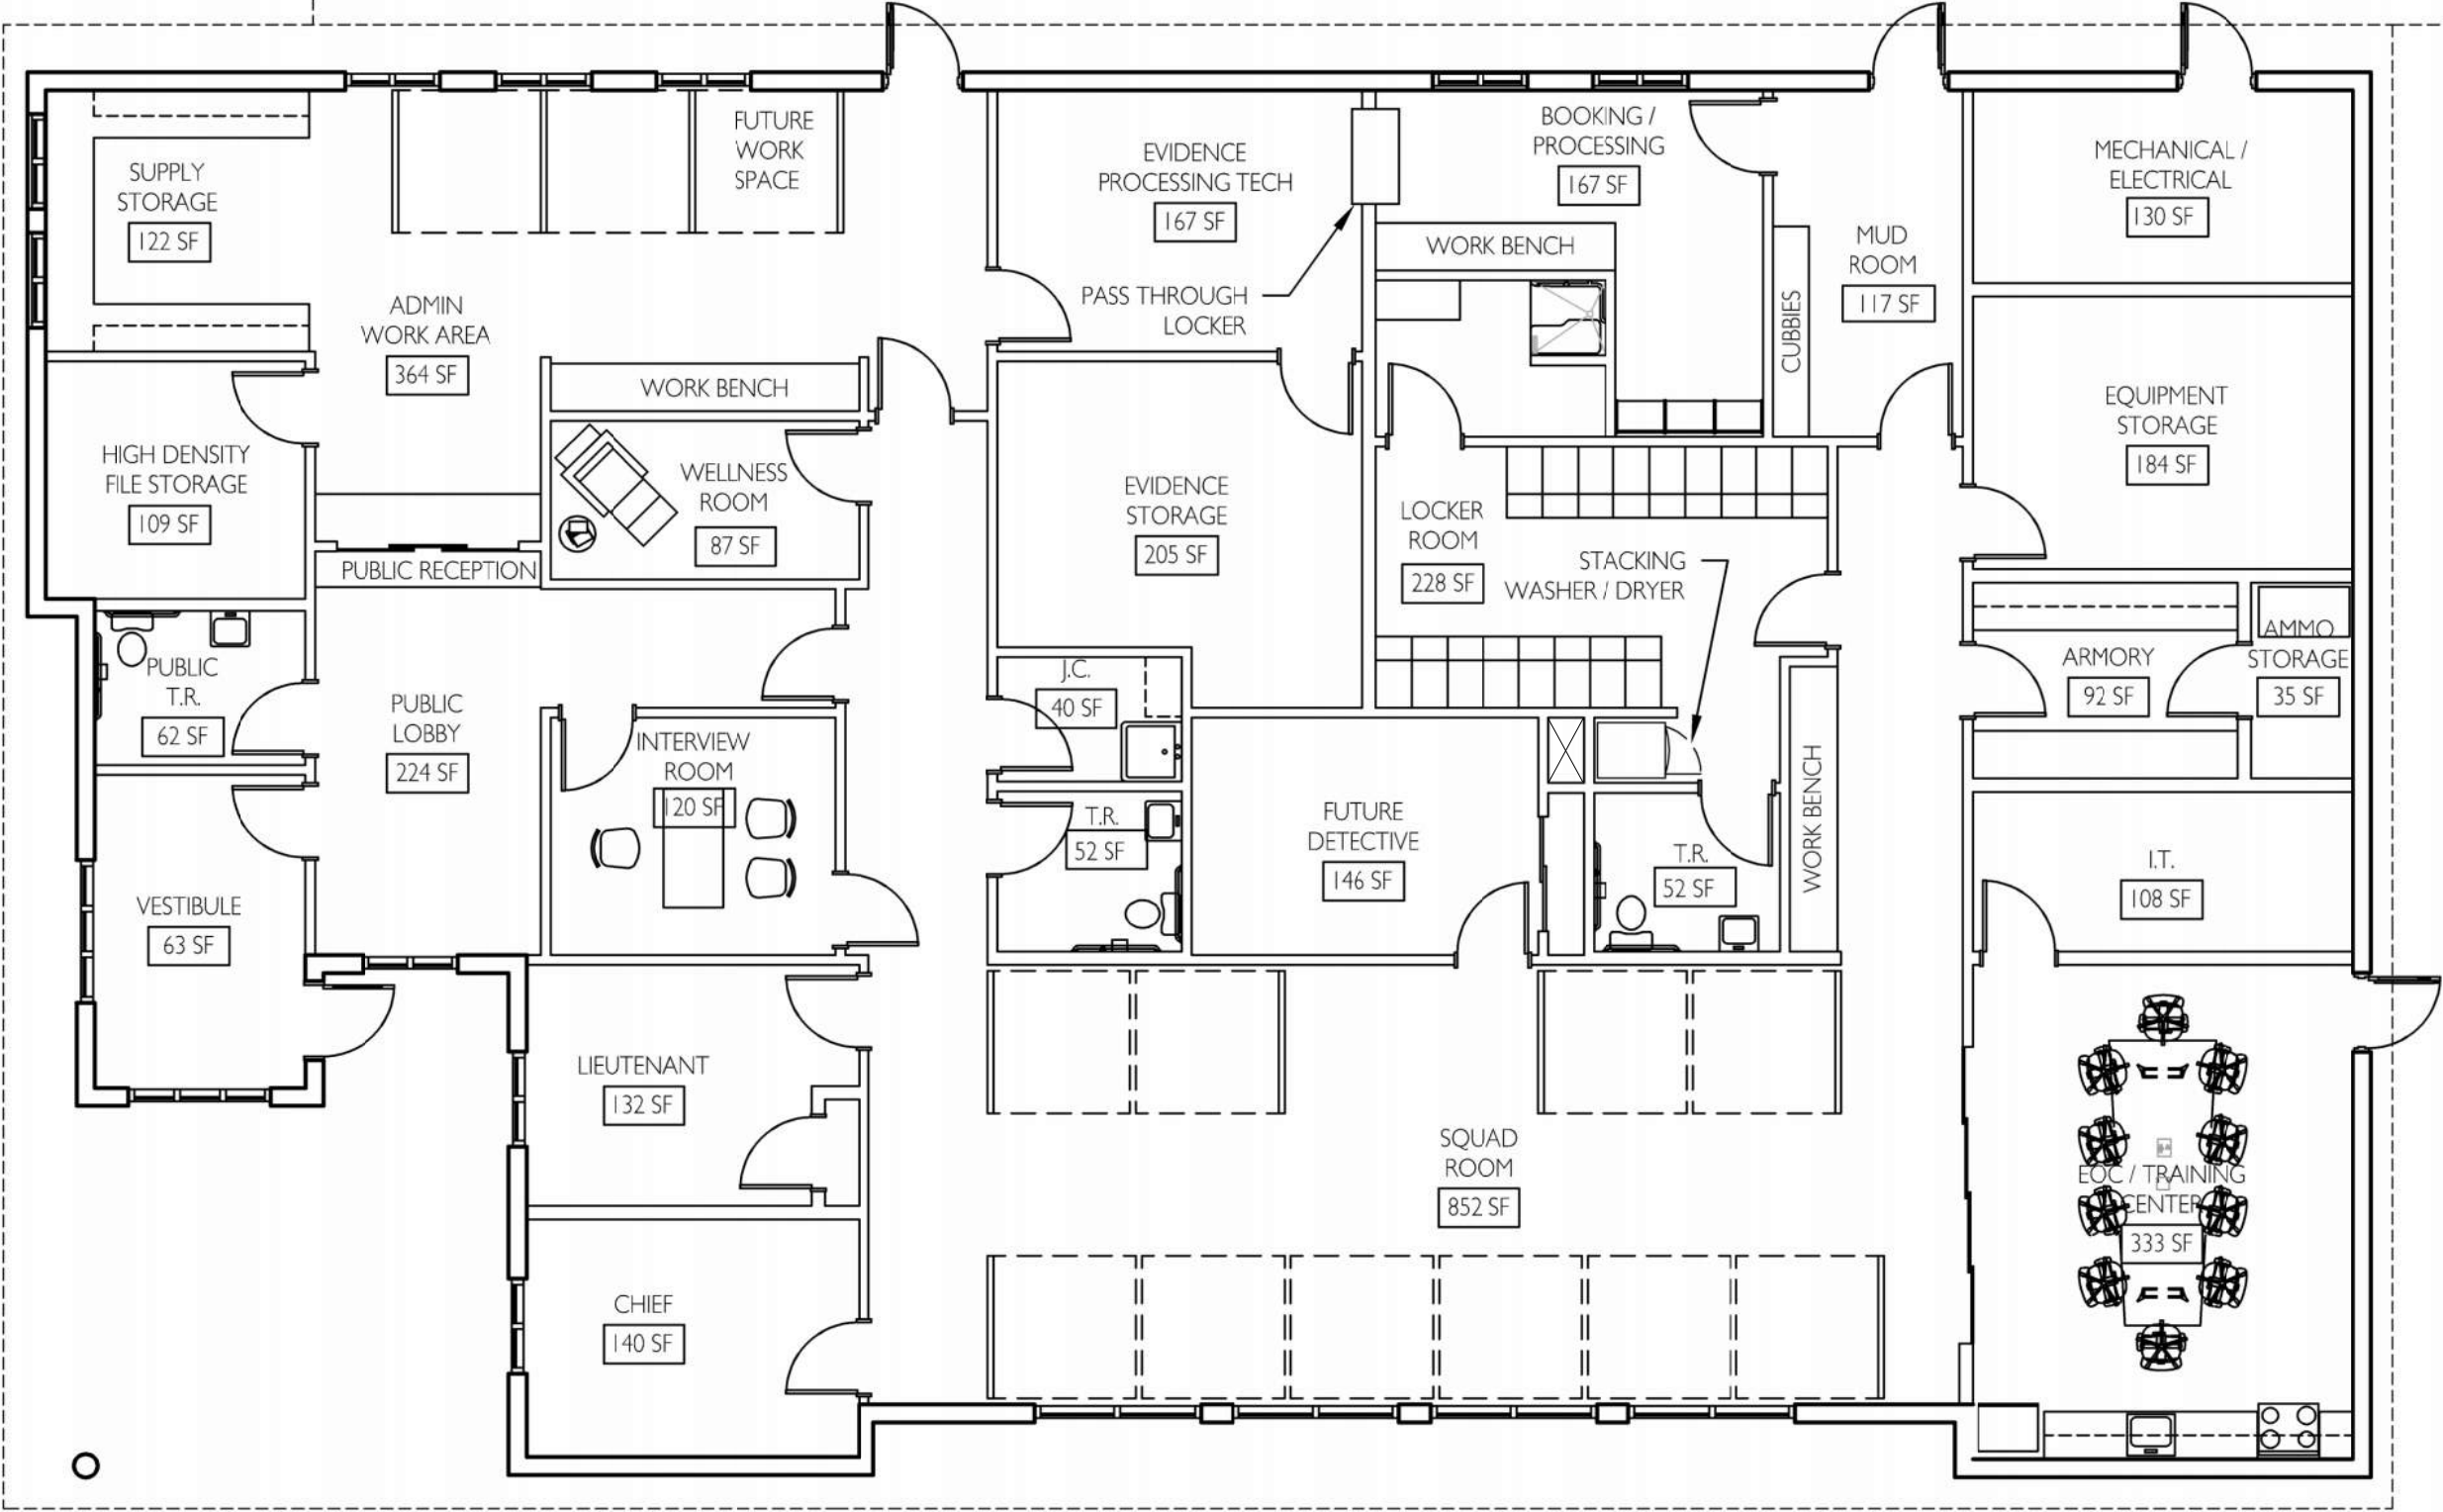 SUPPLY
STORAGE
122 SF
FUTURE
WORK
SPACE
ADMIN
WORK AREA
364 SF
WORK BENCH
HIGH DENSITY
FILE STORAGE
109 SF
WELLNESS
ROOM
87 SF
PUBLIC RECEPTION
PUBLIC
T.R.
62 SF
PUBLIC
LOBBY
224 SF
INTERVIEW
ROOM
120 SF
VESTIBULE
63 SF
LIEUTENANT
132 SF
CHIEF
140 SF
EVIDENCE
PROCESSING TECH
167 SF
PASS THROUGH
LOCKER
EVIDENCE
STORAGE
205 SF
J.C.
40 SF
T.R.
52 SF
FUTURE
DETECTIVE
146 SF
BOOKING /
PROCESSING
167 SF
WORK BENCH
CUBBIES
MUD
ROOM
117 SF
LOCKER
ROOM
228 SF
STACKING
WASHER / DRYER
T.R.
52 SF
WORK BENCH
SQUAD
ROOM
852 SF
MECHANICAL /
ELECTRICAL
130 SF
EQUIPMENT
STORAGE
184 SF
ARMORY
92 SF
AMMO
STORAGE
35 SF
I.T.
108 SF
EOC / TRAINING
CENTER
333 SF